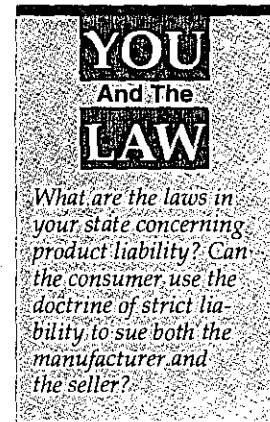 YOU
And The
LAW
What are the laws in
your state concerning
product liability? Can
the consumer use the
doctrine of strict lia-
bility to sue both the
manufacturer and
the seller?